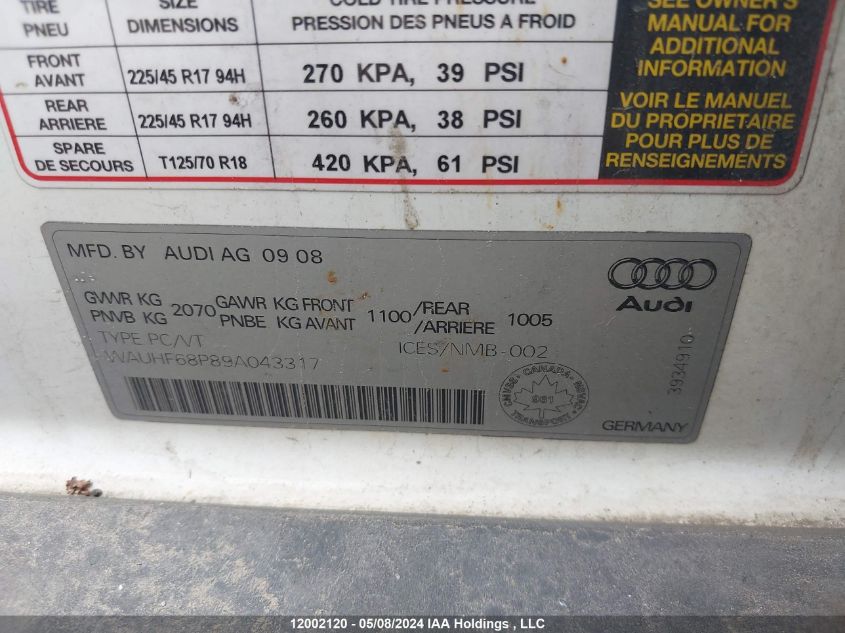 TIRE SIZE COLD TIRE PRESSURE
PNEU DIMENSIONS PRESSION DES PNEUS A FROID
FRONT
AVANT 225/45 R17 94H 270 KPA, 39 PSI
REAR
ARRIERE 225/45 R17 94H 260 KPA, 38 PSI
SPARE
DE SECOURS T125/70 R18 420 KPA, 61 PSI
SEE OWNER'S
MANUAL FOR
ADDITIONAL
INFORMATION
VOIR LE MANUEL
DU PROPRIETAIRE
POUR PLUS DE
RENSEIGNEMENTS
MFD. BY AUDI AG 09 08
GVWR KG 2070 GAWR KG FRONT 1100 /REAR 1005
PNVB KG PNBE KG AVANT /ARRIERE
TYPE PC/VT ICES/NMB-002
WAUHF68P89A043317
Audi
3934910
CANADA
961
TRANSPORT
GERMANY
12002120 - 05/08/2024 IAA Holdings , LLC